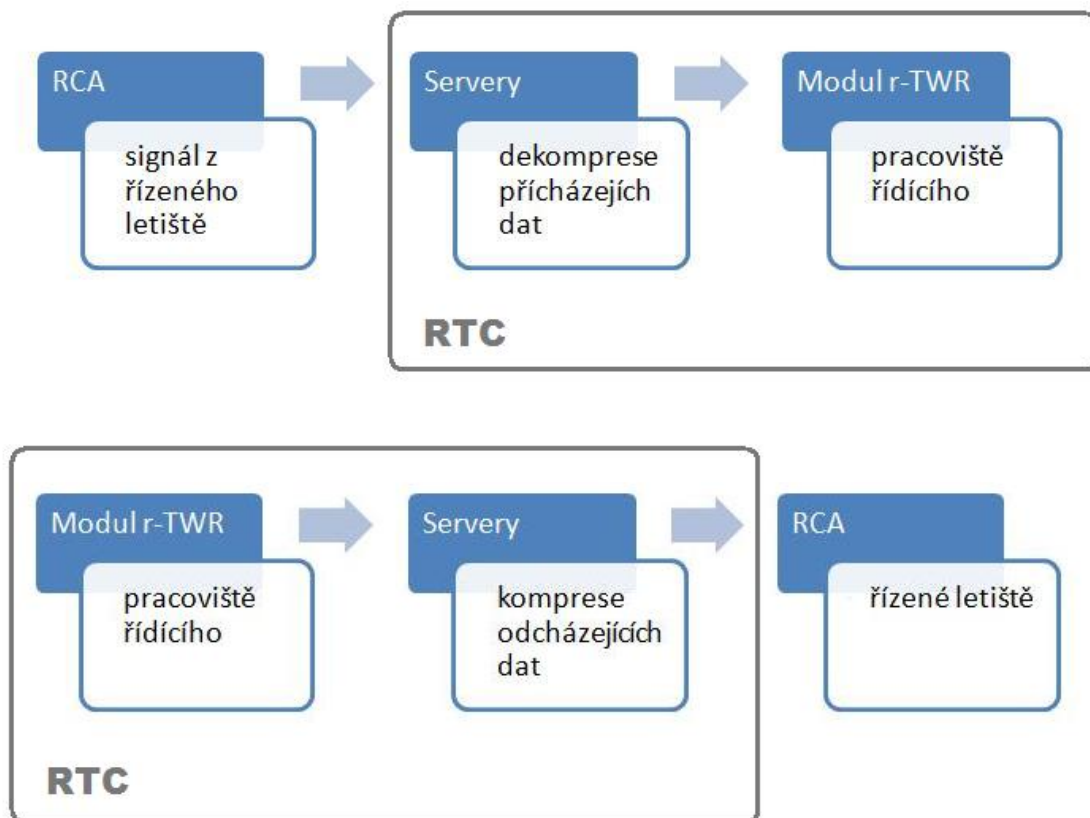 RCA
signál z
řízeného
letiště
Servery
dekomprese
přícházejích
dat
Modul r-TWR
pracoviště
řídícího
RTC
Modul r-TWR
pracoviště
řídícího
Servery
komprese
odcházejících
dat
RCA
řízené letiště
RTC